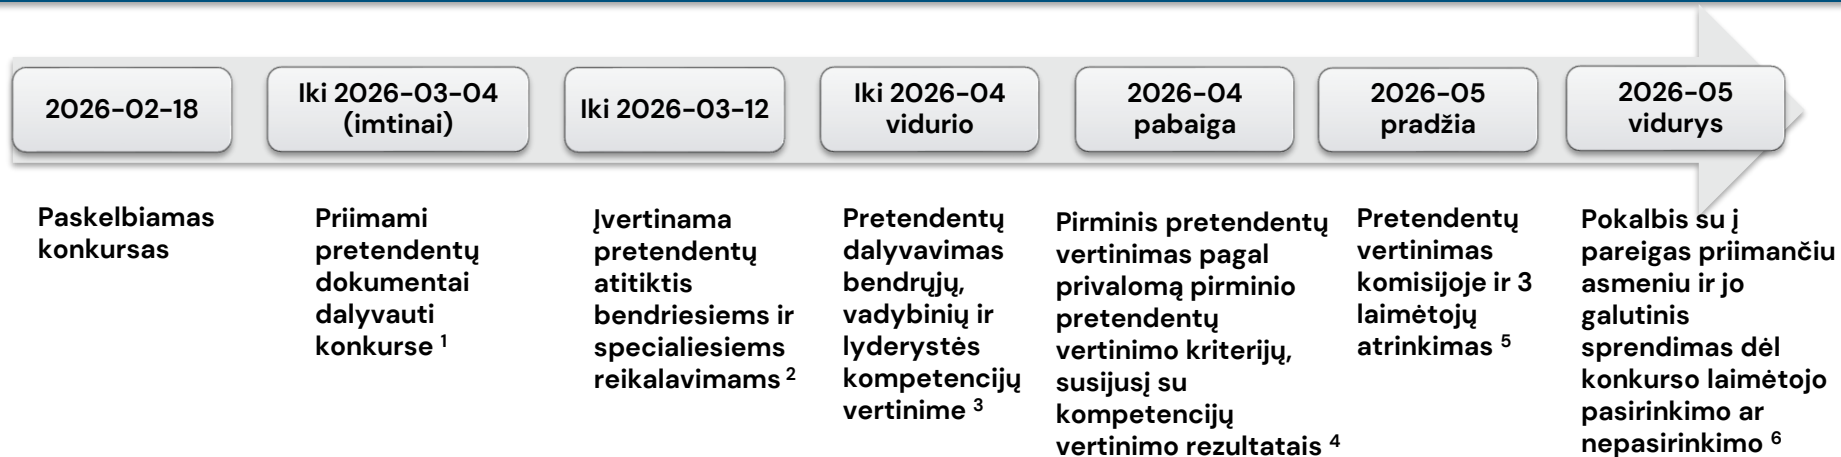 2026-02-18
Iki 2026-03-04
(imtinai)
Iki 2026-03-12
Iki 2026-04
vidurio
2026-04
pabaiga
2026-05
pradžia
2026-05
vidurys
Paskelbiamas
konkursas
Priimami
pretendentų
dokumentai
dalyvauti
konkurse ¹
Įvertinama
pretendentų
atitiktis
bendriesiems ir
specialiesiems
reikalavimams ²
Pretendentų
dalyvavimas
bendrųjų,
vadybinių ir
lyderystės
kompetencijų
vertinime ³
Pirminis pretendentų
vertinimas pagal
privalomą pirminio
pretendentų
vertinimo kriterijų,
susijusį su
kompetencijų
vertinimo rezultatais ⁴
Pretendentų
vertinimas
komisijoje ir 3
laimėtojų
atrinkimas ⁵
Pokalbis su į
pareigas priimančiu
asmeniu ir jo
galutinis
sprendimas dėl
konkurso laimėtojo
pasirinkimo ar
nepasirinkimo ⁶